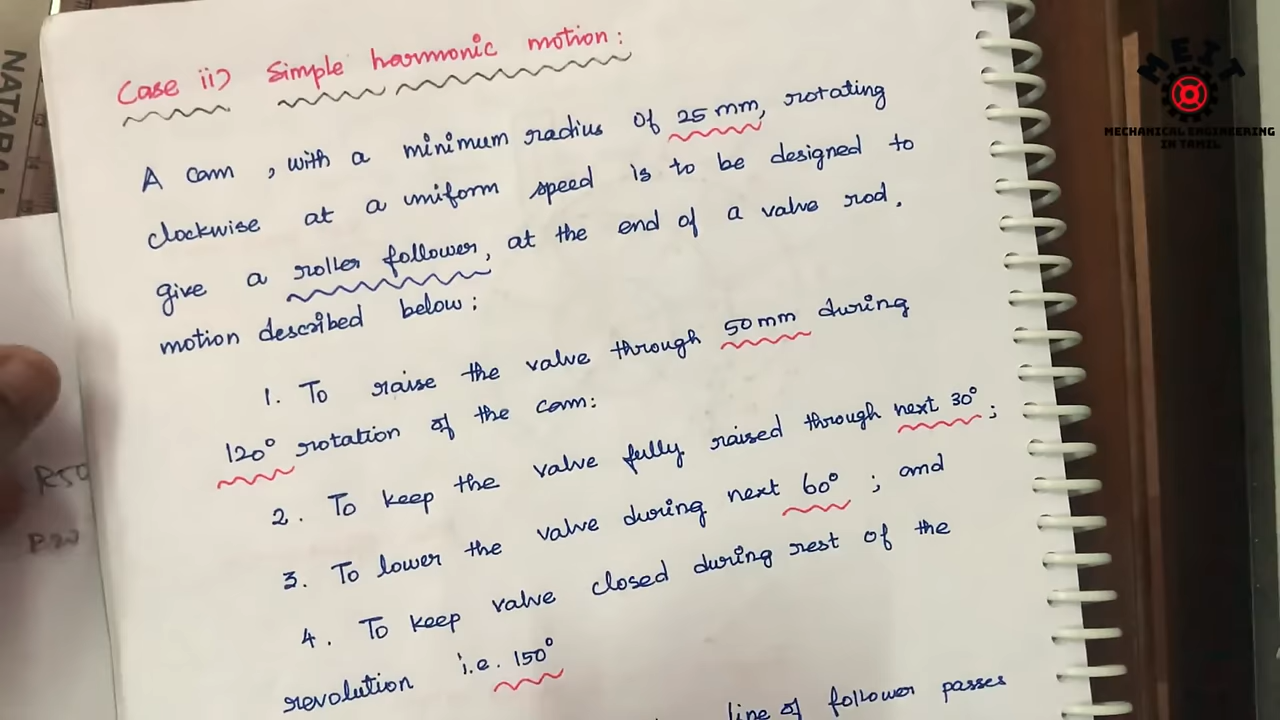 Case ii) Simple harmonic motion:
A cam, with a minimum radius of 25 mm, rotating
clockwise at a uniform speed is to be designed to
give a roller follower, at the end of a valve rod.
motion described below:
1. To raise the valve through 50 mm during
120° rotation of the cam:
2. To keep the valve fully raised through next 30°;
3. To lower the valve during next 60°; and
4. To keep valve closed during rest of the
revolution i.e. 150°
line of follower passes
MEIT
MECHANICAL ENGINEERING
IN TAMIL
NATARA
R50